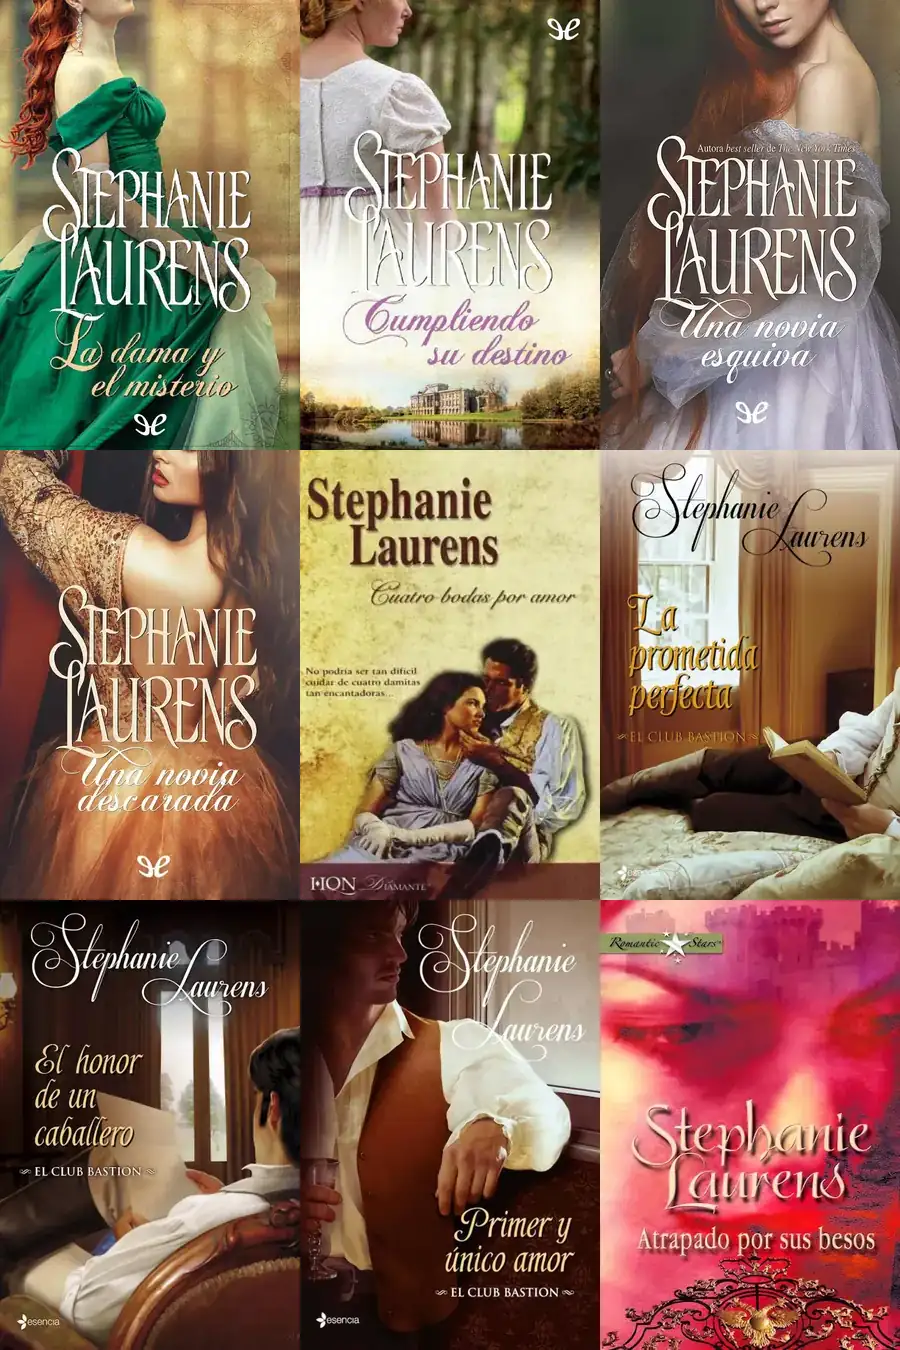 STEPHANIE
LAURENS
La dama y
el misterio
STEPHANIE
LAURENS
Cumpliendo
su destino
Autora best seller de The New York Times
STEPHANIE
LAURENS
Una novia
esquiva
STEPHANIE
LAURENS
Una novia
descarada
Stephanie
Laurens
Cuatro bodas por amor
No podría ser tan difícil
cuidar de cuatro damitas
tan encantadoras...
DIAMANTE
Stephanie
Laurens
La
prometida
perfecta
EL CLUB BASTION
esencia
Stephanie
Laurens
El honor
de un
caballero
EL CLUB BASTION
esencia
Stephanie
Laurens
Primer y
único amor
EL CLUB BASTION
esencia
Romantic Stars
Stephanie
Laurens
Atrapado por sus besos